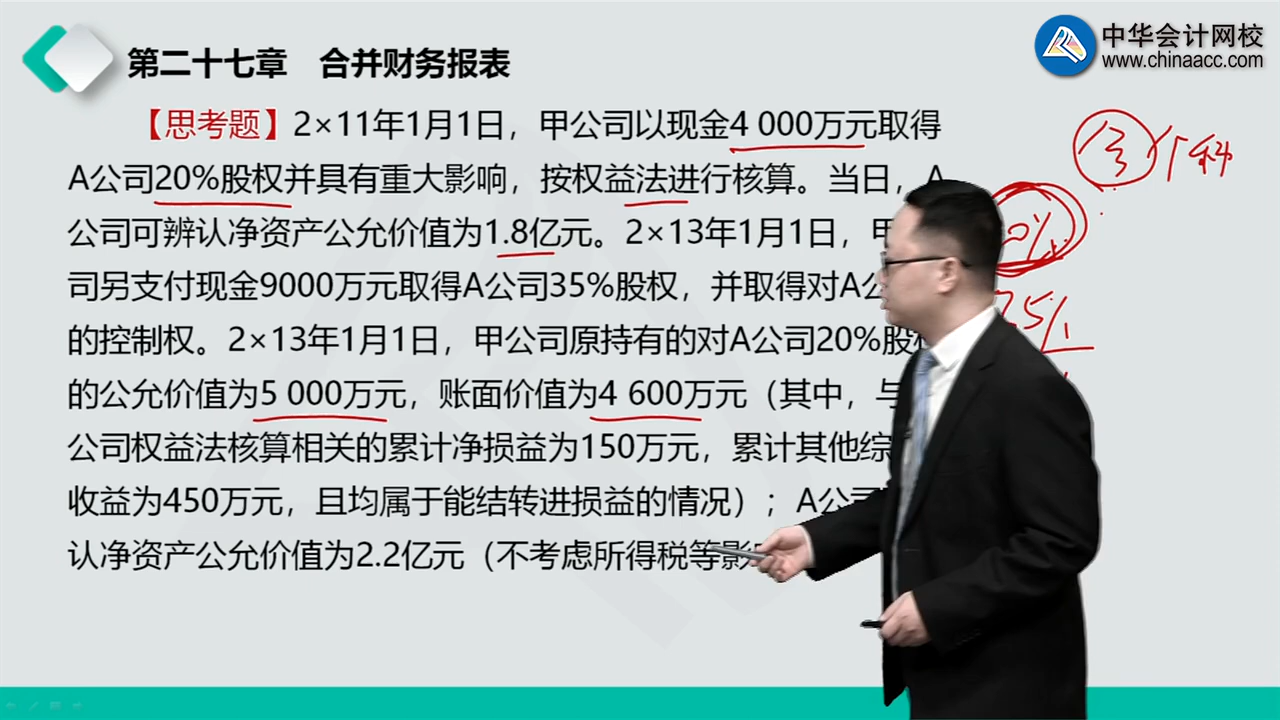 第二十七章 合并财务报表
中华会计网校
www.chinaacc.com
【思考题】2×11年1月1日，甲公司以现金4 000万元取得
A公司20%股权并具有重大影响，按权益法进行核算。当日，A
公司可辨认净资产公允价值为1.8亿元。2×13年1月1日，甲
司另支付现金9000万元取得A公司35%股权，并取得对A公
的控制权。2×13年1月1日，甲公司原持有的对A公司20%股
的公允价值为5 000万元，账面价值为4 600万元（其中，与
公司权益法核算相关的累计净损益为150万元，累计其他综
收益为450万元，且均属于能结转进损益的情况）；A公司
认净资产公允价值为2.2亿元（不考虑所得税等影